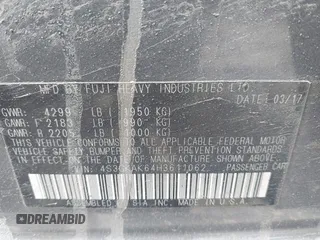 MFD BY FUJI HEAVY INDUSTRIES LTD.
DATE 03/17
GVWR: 4299 LB (1950 KG)
GAWR: F 2183 LB ( 990 KG)
GAWR: R 2205 LB (1000 KG)
THIS VEHICLE CONFORMS TO ALL APPLICABLE FEDERAL MOTOR
VEHICLE SAFETY, BUMPER AND THEFT PREVENTION STANDARDS
IN EFFECT ON THE DATE OF MANUFACTURE SHOWN ABOVE.
PASSENGER CAR
ASSEMBLED BY SIA INC. MADE IN U.S.A.
DREAMBID